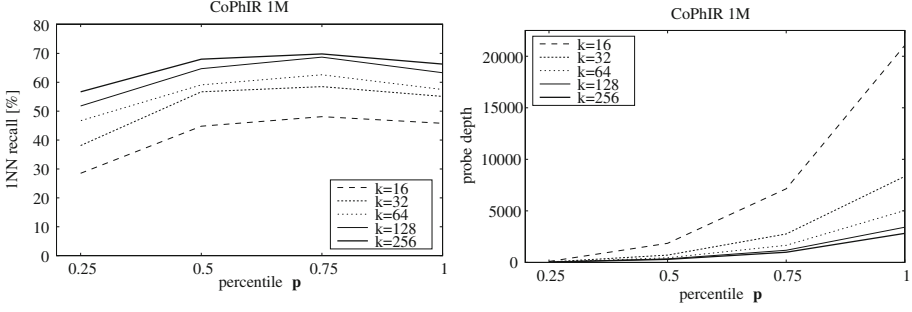 CoPhIR 1M
80
70
60
50
40
30
20
10
0
1NN recall [%]
0.25
0.5
0.75
1
percentile p
k=16
k=32
k=64
k=128
k=256
CoPhIR 1M
20000
15000
10000
5000
0
probe depth
0.25
0.5
0.75
1
percentile p
k=16
k=32
k=64
k=128
k=256